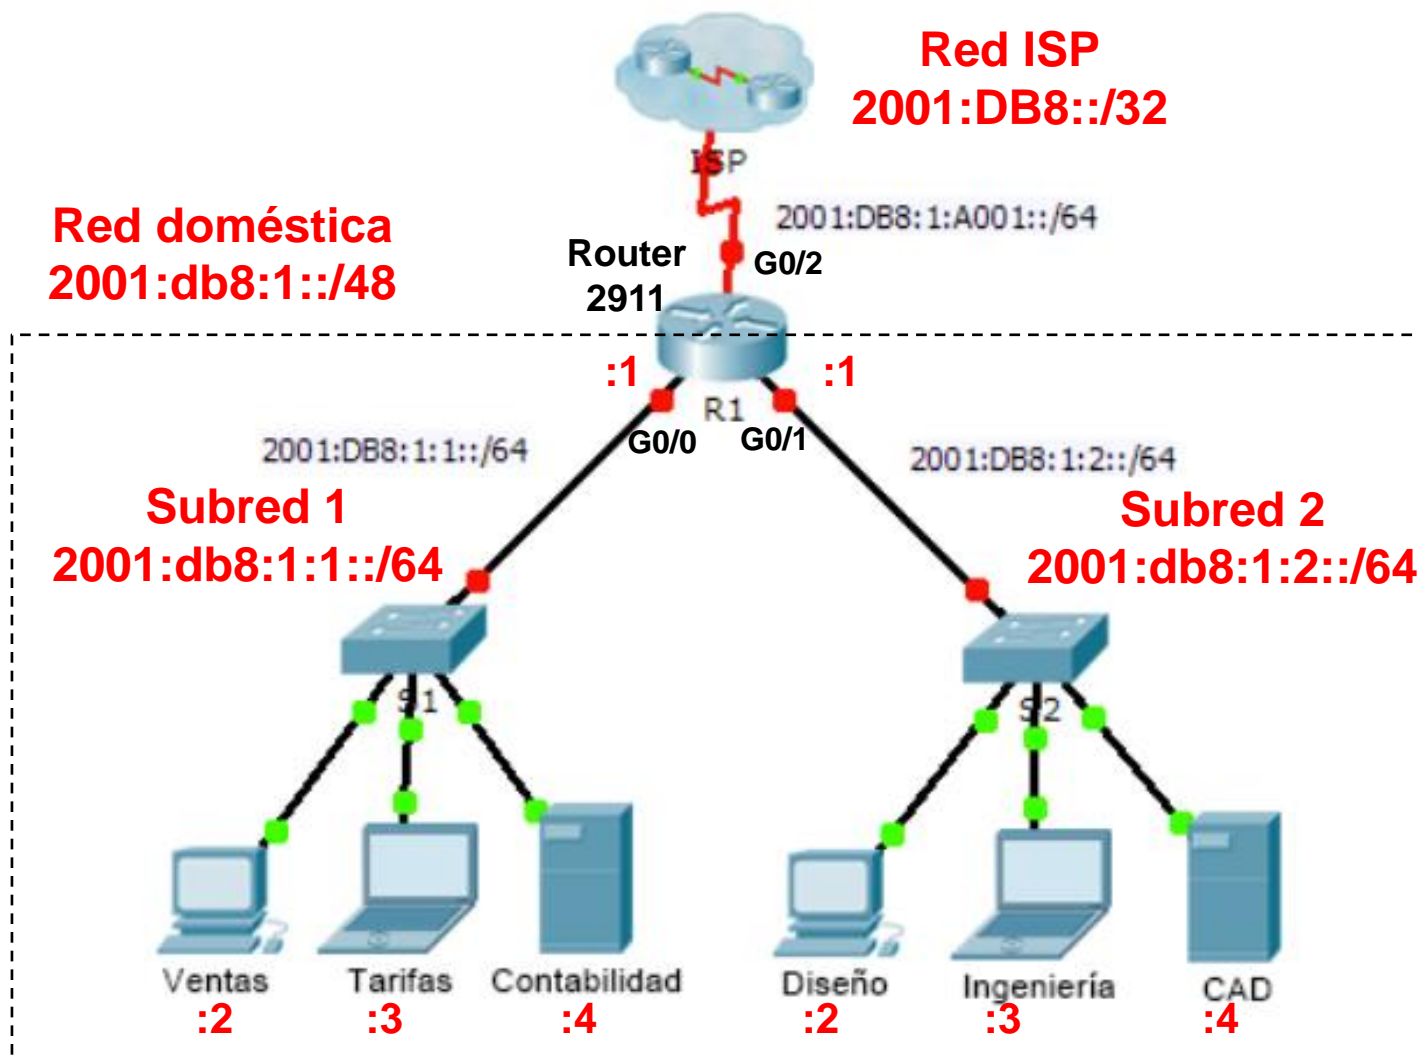 Red ISP
2001:DB8::/32
ISP
2001:DB8:1:A001::/64
Red doméstica
2001:db8:1::/48
Router
2911
G0/2
:1
:1
R1
G0/0
G0/1
2001:DB8:1:1::/64
2001:DB8:1:2::/64
Subred 1
2001:db8:1:1::/64
Subred 2
2001:db8:1:2::/64
S1
S2
Ventas
Tarifas
Contabilidad
Diseño
Ingeniería
CAD
:2
:3
:4
:2
:3
:4